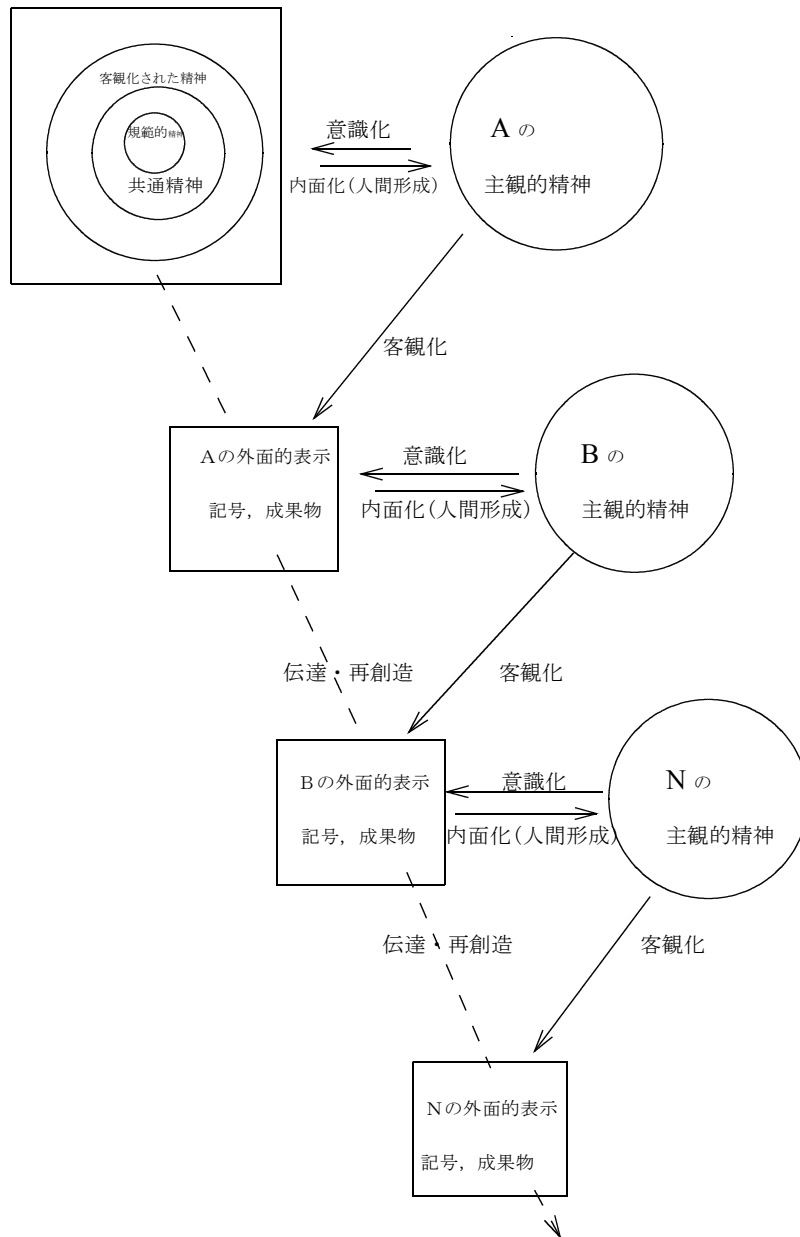 客観化された精神
規範的精神
共通精神
意識化
内面化(人間形成)
Aの
主観的精神
客観化
Aの外面的表示
記号，成果物
意識化
内面化(人間形成)
Bの
主観的精神
伝達・再創造
客観化
Bの外面的表示
記号，成果物
意識化
内面化(人間形成)
Nの
主観的精神
伝達・再創造
客観化
Nの外面的表示
記号，成果物